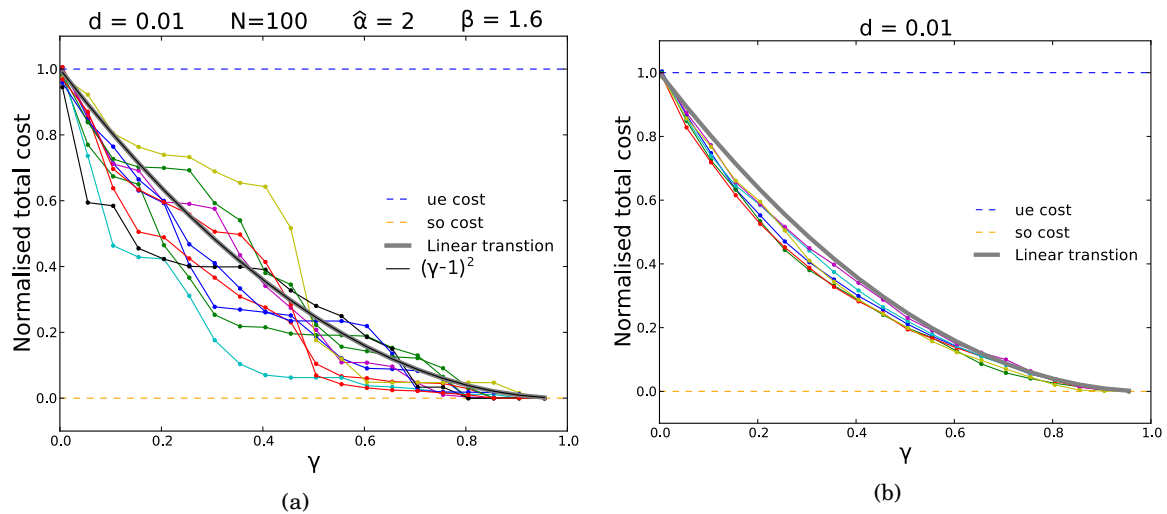 d = 0.01 N=100 α̂ = 2 β = 1.6
Normalised total cost
1.0
0.8
0.6
0.4
0.2
0.0
ue cost
so cost
Linear transtion
(γ-1)²
0.0 0.2 0.4 0.6 0.8 1.0
γ
(a)
d = 0.01
Normalised total cost
1.0
0.8
0.6
0.4
0.2
0.0
ue cost
so cost
Linear transtion
0.0 0.2 0.4 0.6 0.8 1.0
γ
(b)